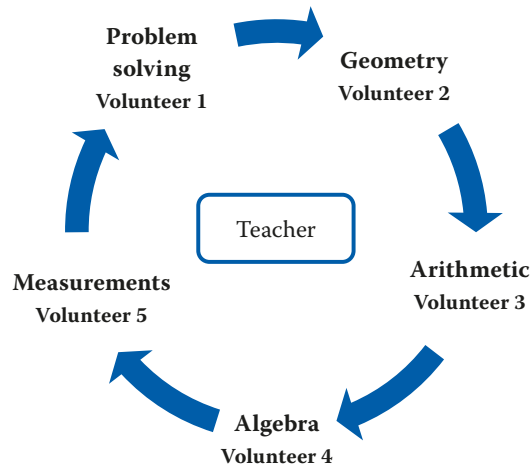 Problem
solving
Volunteer 1
Geometry
Volunteer 2
Teacher
Arithmetic
Volunteer 3
Measurements
Volunteer 5
Algebra
Volunteer 4